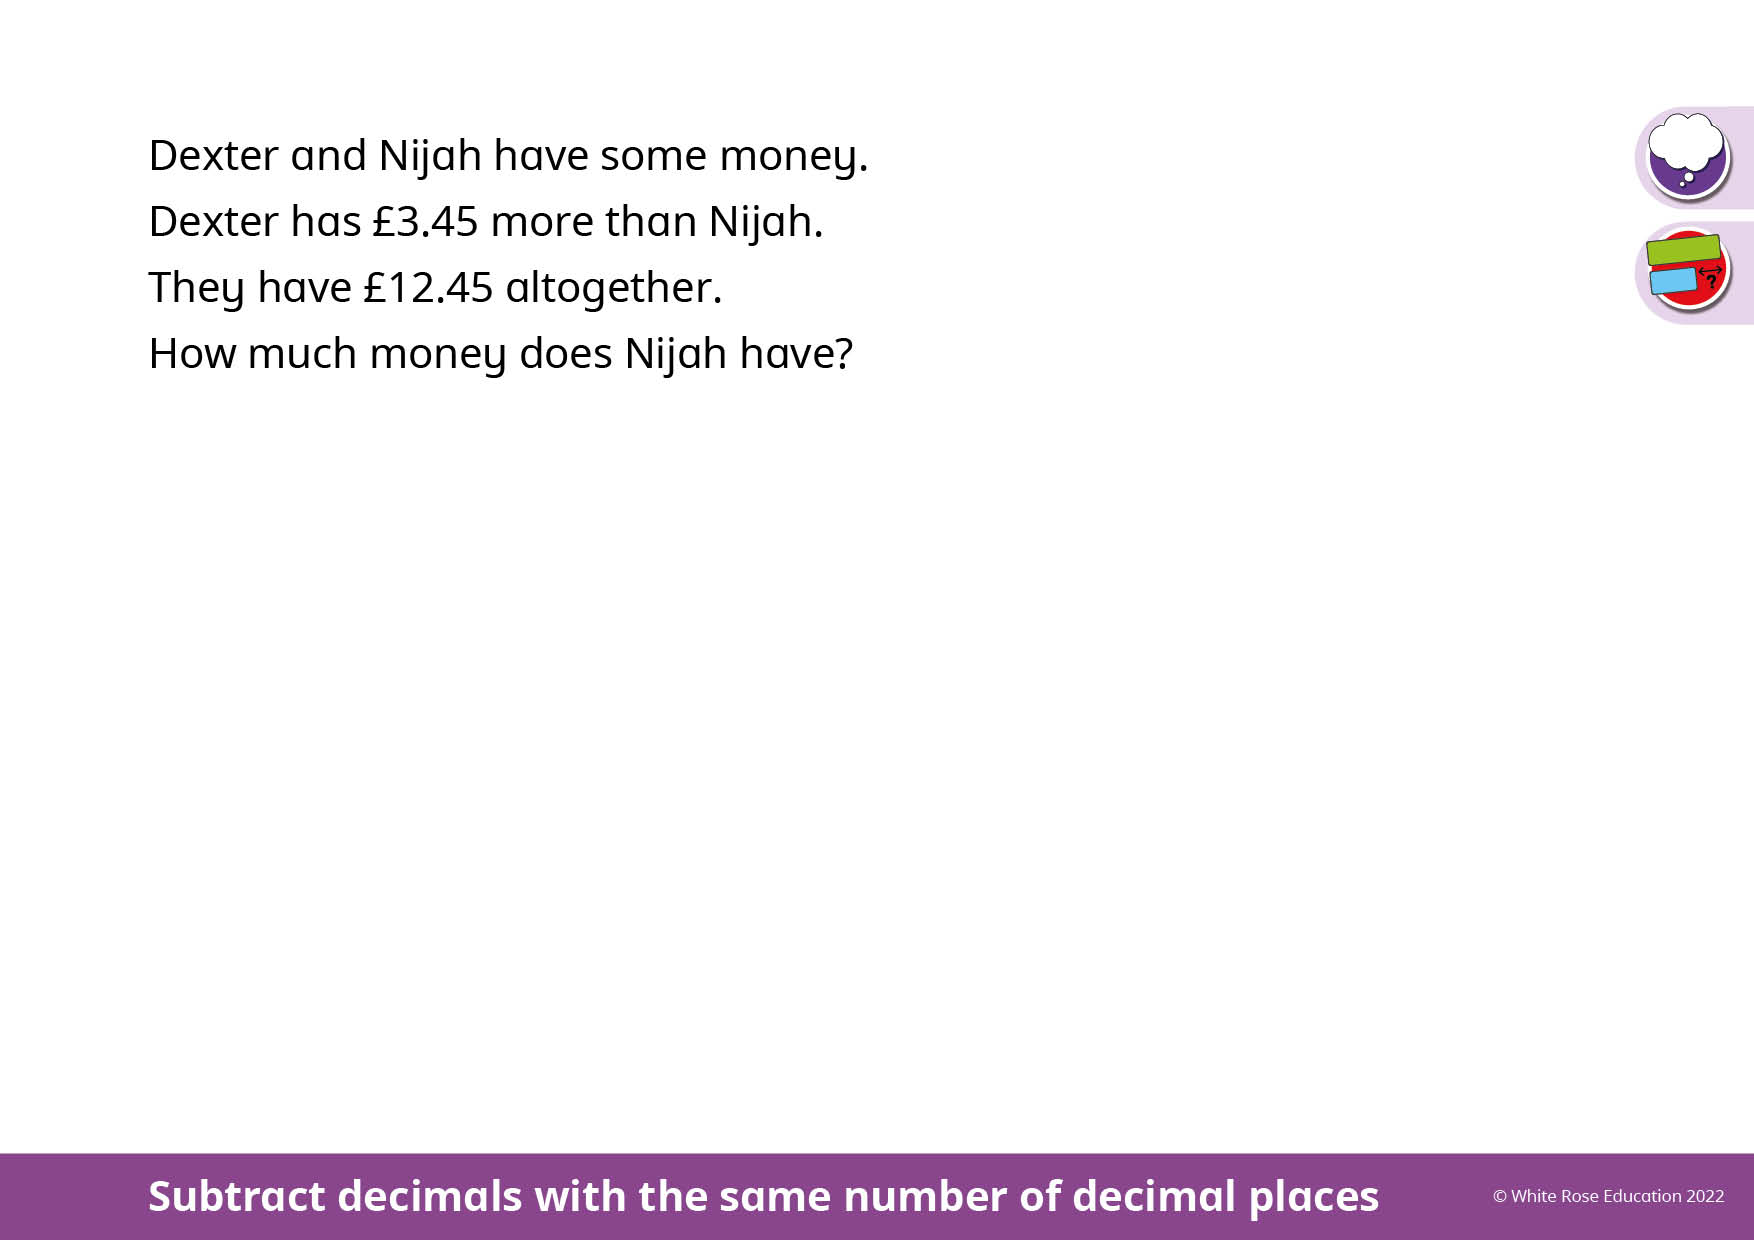 Dexter and Nijah have some money.
Dexter has £3.45 more than Nijah.
They have £12.45 altogether.
How much money does Nijah have?
?
Subtract decimals with the same number of decimal places
© White Rose Education 2022